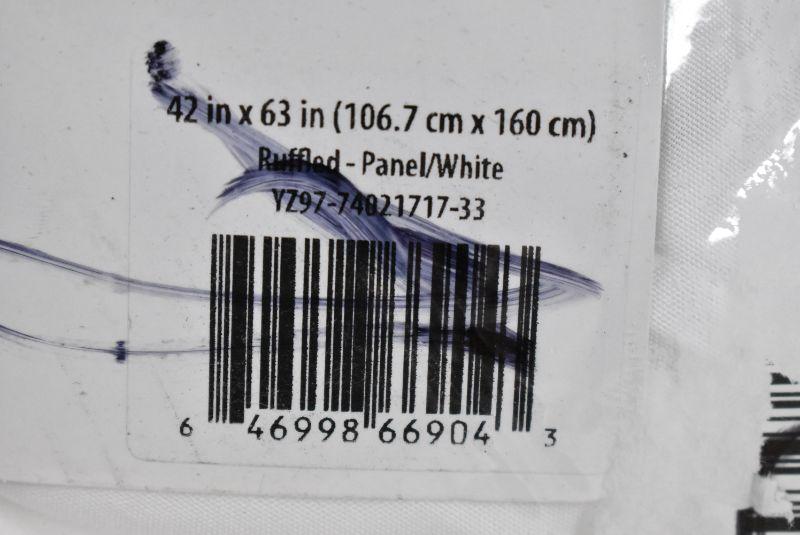 42 in x 63 in (106.7 cm x 160 cm)
Ruffled - Panel/White
YZ97-74021717-33
6 46998 66904 3